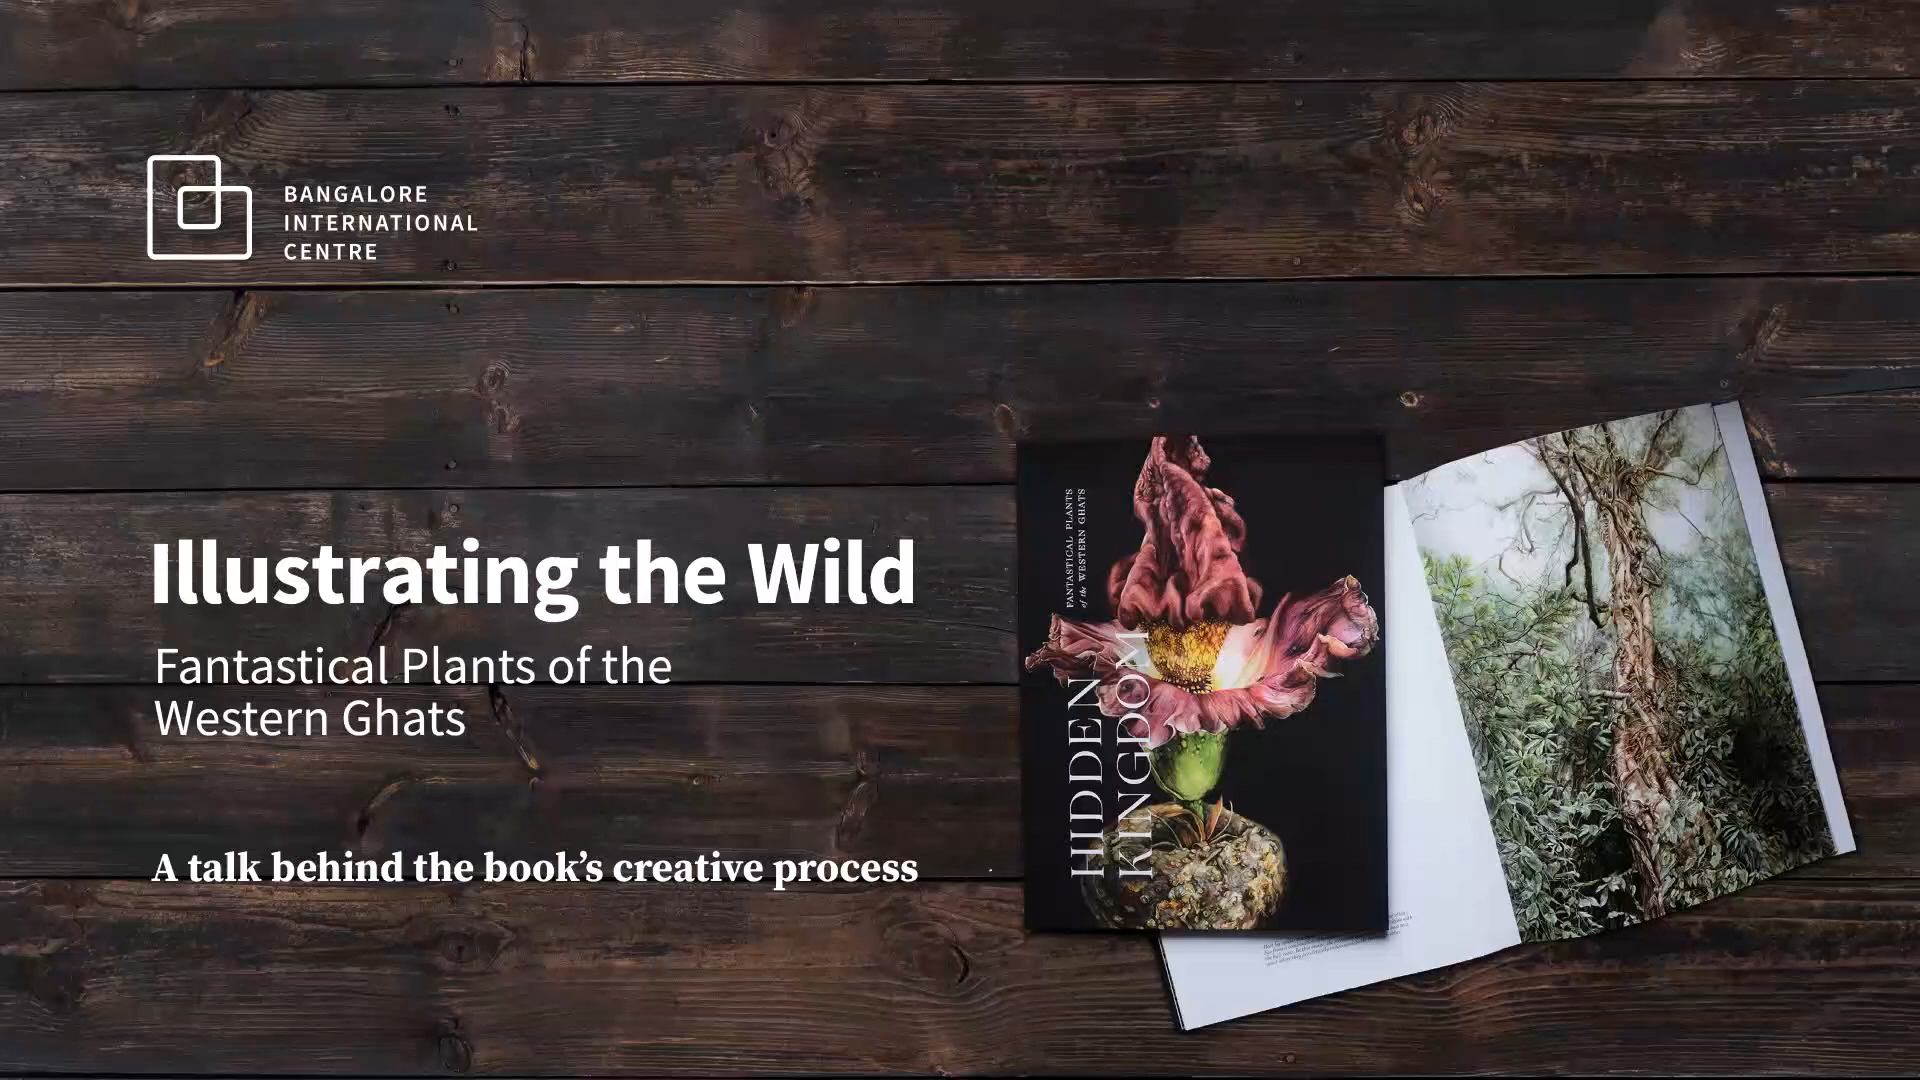 BANGALORE
INTERNATIONAL
CENTRE
Illustrating the Wild
Fantastical Plants of the
Western Ghats
A talk behind the book’s creative process
FANTASTICAL PLANTS
of the WESTERN GHATS
HIDDEN
KINGDOM